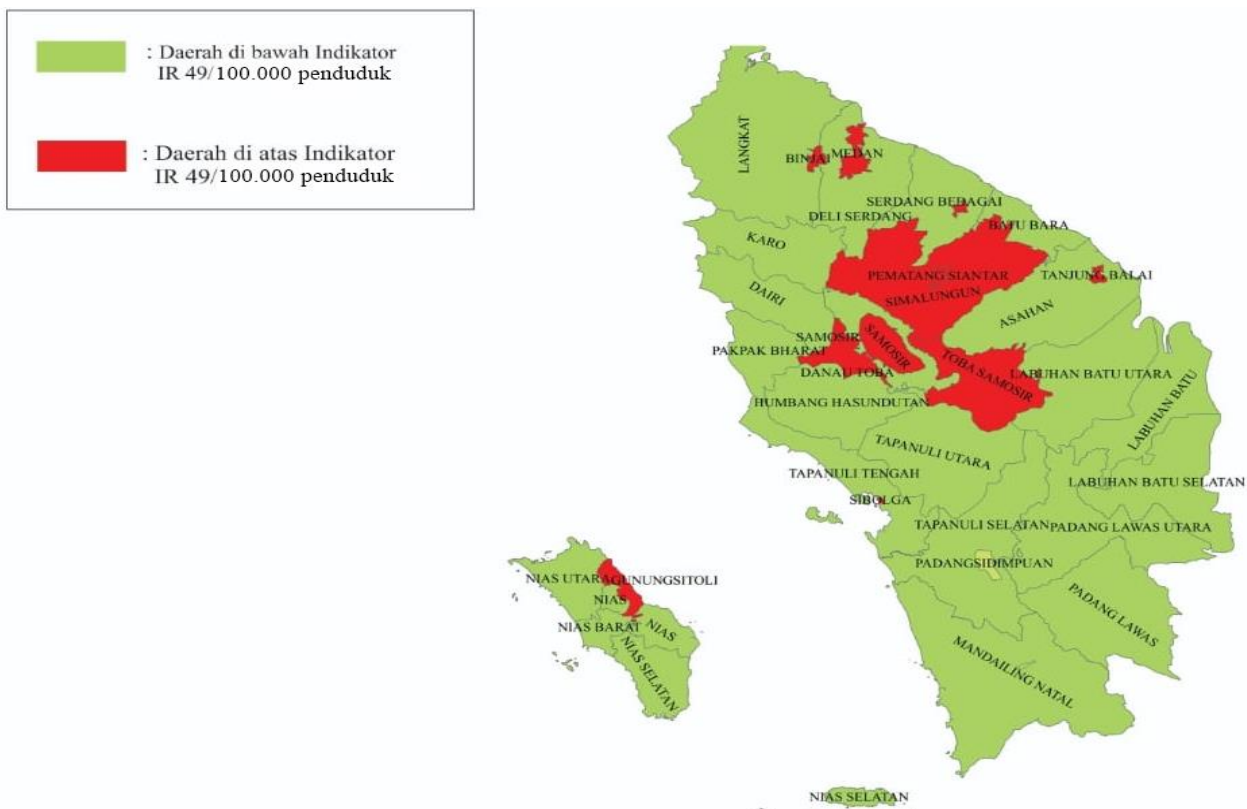 : Daerah di bawah Indikator
IR 49/100.000 penduduk
: Daerah di atas Indikator
IR 49/100.000 penduduk
LANGKAT
BINJAI
MEDAN
SERDANG BEDAGAI
DELI SERDANG
BATU BARA
KARO
PEMATANG SIANTAR
TANJUNG BALAI
SIMALUNGUN
DAIRI
ASAHAN
SAMOSIR
SAMOSIR
PAKPAK BHARAT
TOBA SAMOSIR
DANAU TOBA
LABUHAN BATU UTARA
HUMBANG HASUNDUTAN
LABUHAN BATU
TAPANULI UTARA
TAPANULI TENGAH
LABUHAN BATU SELATAN
SIBOLGA
TAPANULI SELATAN
PADANG LAWAS UTARA
PADANGSIDIMPUAN
NIAS UTARA
GUNUNGSITOLI
NIAS
PADANG LAWAS
NIAS BARAT
NIAS
NIAS SELATAN
MANDAILING NATAL
NIAS SELATAN